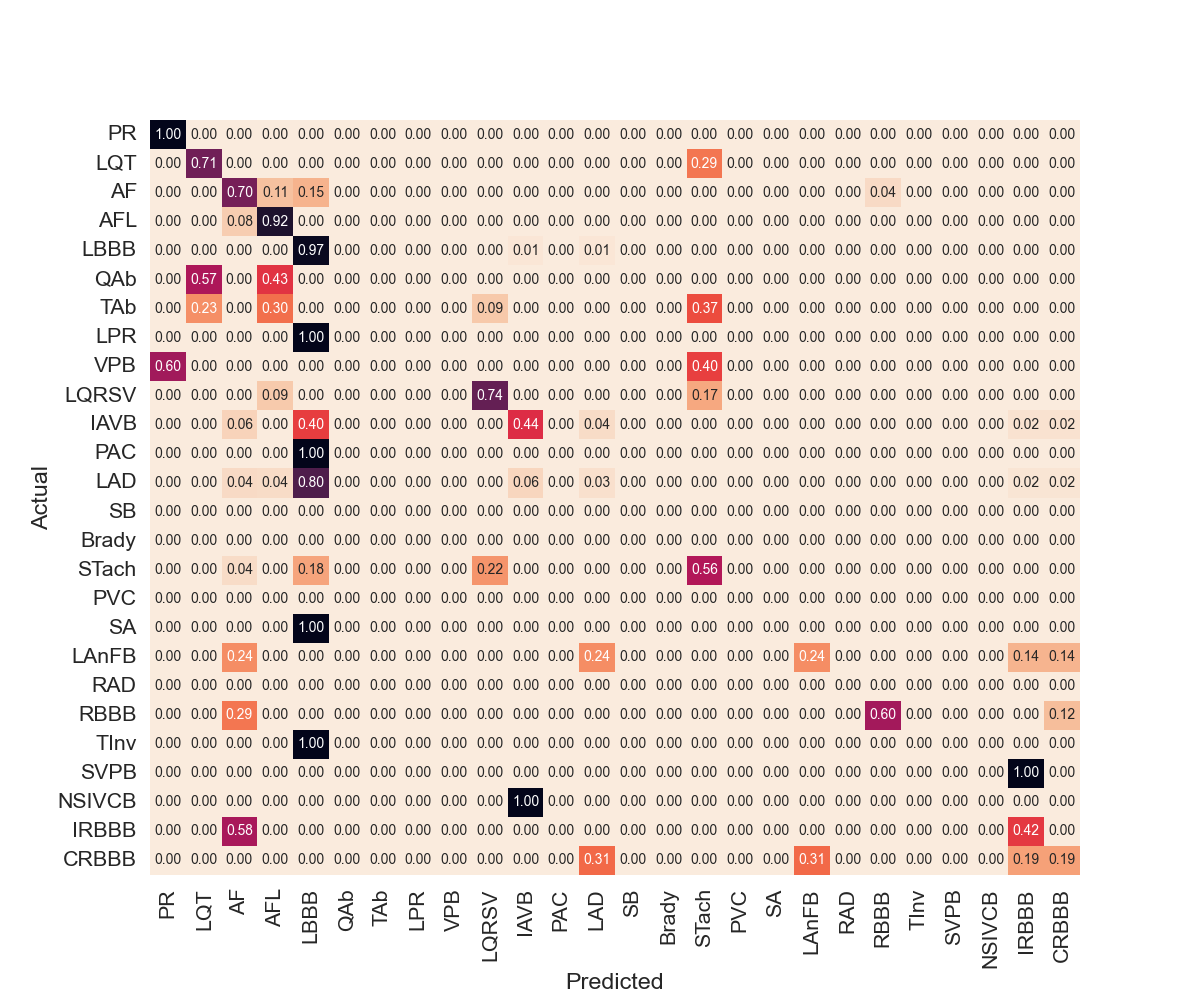 PR 1.00 0.00 0.00 0.00 0.00 0.00 0.00 0.00 0.00 0.00 0.00 0.00 0.00 0.00 0.00 0.00 0.00 0.00 0.00 0.00 0.00 0.00 0.00 0.00 0.00 0.00
LQT 0.00 0.71 0.00 0.00 0.00 0.00 0.00 0.00 0.00 0.00 0.00 0.00 0.00 0.00 0.00 0.29 0.00 0.00 0.00 0.00 0.00 0.00 0.00 0.00 0.00 0.00
AF 0.00 0.00 0.70 0.11 0.15 0.00 0.00 0.00 0.00 0.00 0.00 0.00 0.00 0.00 0.00 0.00 0.00 0.00 0.00 0.00 0.04 0.00 0.00 0.00 0.00 0.00
AFL 0.00 0.00 0.08 0.92 0.00 0.00 0.00 0.00 0.00 0.00 0.00 0.00 0.00 0.00 0.00 0.00 0.00 0.00 0.00 0.00 0.00 0.00 0.00 0.00 0.00 0.00
LBBB 0.00 0.00 0.00 0.00 0.97 0.00 0.00 0.00 0.00 0.00 0.01 0.00 0.01 0.00 0.00 0.00 0.00 0.00 0.00 0.00 0.00 0.00 0.00 0.00 0.00 0.00
QAb 0.00 0.57 0.00 0.43 0.00 0.00 0.00 0.00 0.00 0.00 0.00 0.00 0.00 0.00 0.00 0.00 0.00 0.00 0.00 0.00 0.00 0.00 0.00 0.00 0.00 0.00
TAb 0.00 0.23 0.00 0.30 0.00 0.00 0.00 0.00 0.00 0.09 0.00 0.00 0.00 0.00 0.00 0.37 0.00 0.00 0.00 0.00 0.00 0.00 0.00 0.00 0.00 0.00
LPR 0.00 0.00 0.00 0.00 1.00 0.00 0.00 0.00 0.00 0.00 0.00 0.00 0.00 0.00 0.00 0.00 0.00 0.00 0.00 0.00 0.00 0.00 0.00 0.00 0.00 0.00
VPB 0.60 0.00 0.00 0.00 0.00 0.00 0.00 0.00 0.00 0.00 0.00 0.00 0.00 0.00 0.00 0.40 0.00 0.00 0.00 0.00 0.00 0.00 0.00 0.00 0.00 0.00
LQRSV 0.00 0.00 0.00 0.09 0.00 0.00 0.00 0.00 0.00 0.74 0.00 0.00 0.00 0.00 0.00 0.17 0.00 0.00 0.00 0.00 0.00 0.00 0.00 0.00 0.00 0.00
IAVB 0.00 0.00 0.06 0.00 0.40 0.00 0.00 0.00 0.00 0.00 0.44 0.00 0.04 0.00 0.00 0.00 0.00 0.00 0.00 0.00 0.00 0.00 0.00 0.00 0.02 0.02
PAC 0.00 0.00 0.00 0.00 1.00 0.00 0.00 0.00 0.00 0.00 0.00 0.00 0.00 0.00 0.00 0.00 0.00 0.00 0.00 0.00 0.00 0.00 0.00 0.00 0.00 0.00
LAD 0.00 0.00 0.04 0.04 0.80 0.00 0.00 0.00 0.00 0.00 0.06 0.00 0.03 0.00 0.00 0.00 0.00 0.00 0.00 0.00 0.00 0.00 0.00 0.00 0.02 0.02
SB 0.00 0.00 0.00 0.00 0.00 0.00 0.00 0.00 0.00 0.00 0.00 0.00 0.00 0.00 0.00 0.00 0.00 0.00 0.00 0.00 0.00 0.00 0.00 0.00 0.00 0.00
Brady 0.00 0.00 0.00 0.00 0.00 0.00 0.00 0.00 0.00 0.00 0.00 0.00 0.00 0.00 0.00 0.00 0.00 0.00 0.00 0.00 0.00 0.00 0.00 0.00 0.00 0.00
STach 0.00 0.00 0.04 0.00 0.18 0.00 0.00 0.00 0.00 0.22 0.00 0.00 0.00 0.00 0.00 0.56 0.00 0.00 0.00 0.00 0.00 0.00 0.00 0.00 0.00 0.00
PVC 0.00 0.00 0.00 0.00 0.00 0.00 0.00 0.00 0.00 0.00 0.00 0.00 0.00 0.00 0.00 0.00 0.00 0.00 0.00 0.00 0.00 0.00 0.00 0.00 0.00 0.00
SA 0.00 0.00 0.00 0.00 1.00 0.00 0.00 0.00 0.00 0.00 0.00 0.00 0.00 0.00 0.00 0.00 0.00 0.00 0.00 0.00 0.00 0.00 0.00 0.00 0.00 0.00
LAnFB 0.00 0.00 0.24 0.00 0.00 0.00 0.00 0.00 0.00 0.00 0.00 0.00 0.24 0.00 0.00 0.00 0.00 0.00 0.24 0.00 0.00 0.00 0.00 0.00 0.14 0.14
RAD 0.00 0.00 0.00 0.00 0.00 0.00 0.00 0.00 0.00 0.00 0.00 0.00 0.00 0.00 0.00 0.00 0.00 0.00 0.00 0.00 0.00 0.00 0.00 0.00 0.00 0.00
RBBB 0.00 0.00 0.29 0.00 0.00 0.00 0.00 0.00 0.00 0.00 0.00 0.00 0.00 0.00 0.00 0.00 0.00 0.00 0.00 0.00 0.60 0.00 0.00 0.00 0.00 0.12
TInv 0.00 0.00 0.00 0.00 1.00 0.00 0.00 0.00 0.00 0.00 0.00 0.00 0.00 0.00 0.00 0.00 0.00 0.00 0.00 0.00 0.00 0.00 0.00 0.00 0.00 0.00
SVPB 0.00 0.00 0.00 0.00 0.00 0.00 0.00 0.00 0.00 0.00 0.00 0.00 0.00 0.00 0.00 0.00 0.00 0.00 0.00 0.00 0.00 0.00 0.00 0.00 1.00 0.00
NSIVCB 0.00 0.00 0.00 0.00 0.00 0.00 0.00 0.00 0.00 0.00 1.00 0.00 0.00 0.00 0.00 0.00 0.00 0.00 0.00 0.00 0.00 0.00 0.00 0.00 0.00 0.00
IRBBB 0.00 0.00 0.58 0.00 0.00 0.00 0.00 0.00 0.00 0.00 0.00 0.00 0.00 0.00 0.00 0.00 0.00 0.00 0.00 0.00 0.00 0.00 0.00 0.00 0.42 0.00
CRBBB 0.00 0.00 0.00 0.00 0.00 0.00 0.00 0.00 0.00 0.00 0.00 0.00 0.31 0.00 0.00 0.00 0.00 0.00 0.31 0.00 0.00 0.00 0.00 0.00 0.19 0.19
Actual
PR LQT AF AFL LBBB QAb TAb LPR VPB LQRSV IAVB PAC LAD SB Brady STach PVC SA LAnFB RAD RBBB TInv SVPB NSIVCB IRBBB CRBBB
Predicted